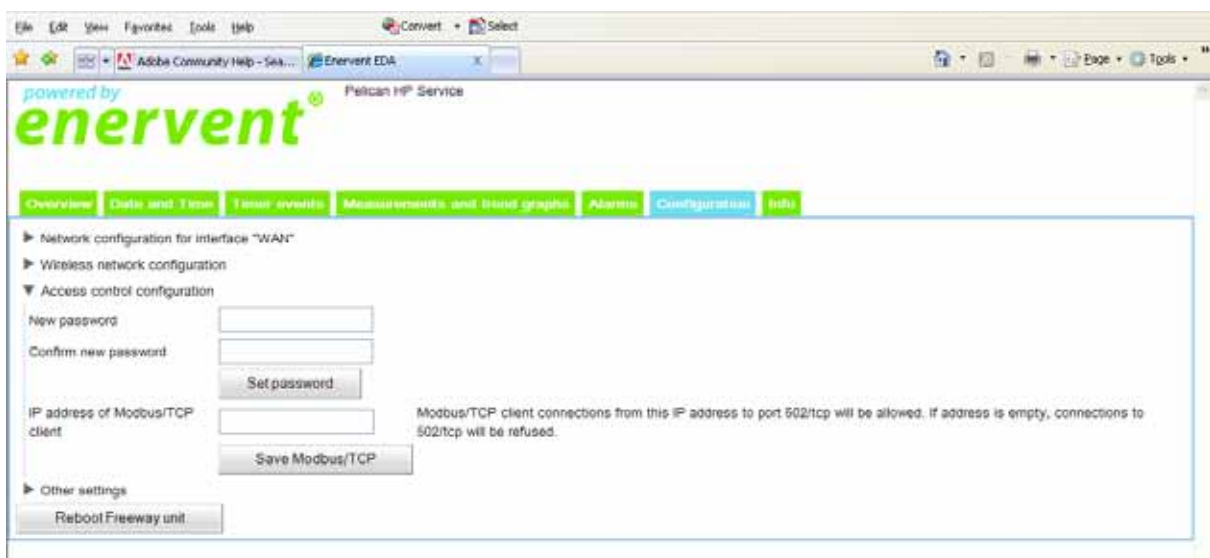 File Edit View Favorites Tools Help Convert Select
Adobe Community Help - Sea... Enervent EDA X Page Tools
powered by
enervent®
Pelican HP Service
Overview Date and Time Timer events Measurements and trend graphs Alarms Configuration Info
Network configuration for interface "WAN"
Wireless network configuration
Access control configuration
New password
Confirm new password
Set password
IP address of Modbus/TCP
client
Modbus/TCP client connections from this IP address to port 502/tcp will be allowed. If address is empty, connections to
502/tcp will be refused.
Save Modbus/TCP
Other settings
Reboot Freeway unit